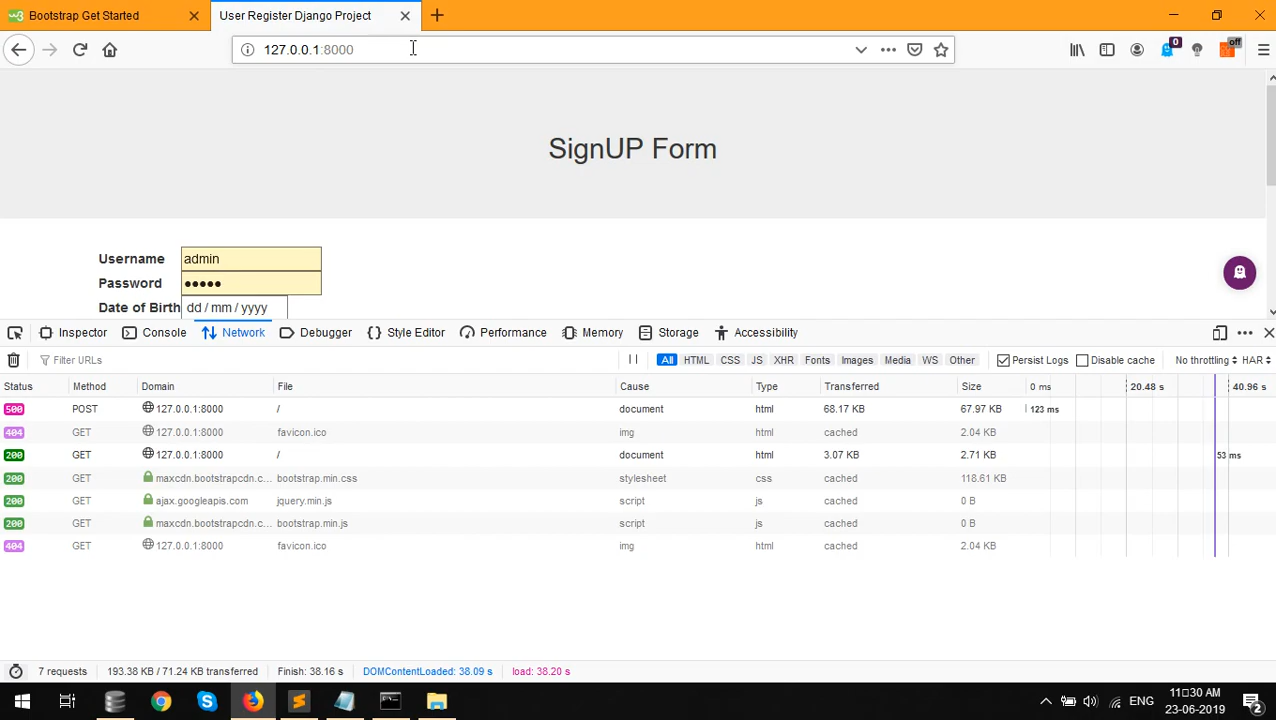 Bootstrap Get Started
User Register Django Project
127.0.0.1:8000
0
off
SignUP Form
Username admin
Password ●●●●●
Date of Birth dd / mm / yyyy
Inspector Console Network Debugger Style Editor Performance Memory Storage Accessibility
Filter URLs All HTML CSS JS XHR Fonts Images Media WS Other Persist Logs Disable cache No throttling HAR
Status Method Domain File Cause Type Transferred Size 0 ms 20.48 s 40.96 s
500 POST 127.0.0.1:8000 / document html 68.17 KB 67.97 KB 123 ms
404 GET 127.0.0.1:8000 favicon.ico img html cached 2.04 KB
200 GET 127.0.0.1:8000 / document html 3.07 KB 2.71 KB 53 ms
200 GET maxcdn.bootstrapcdn.c... bootstrap.min.css stylesheet css cached 118.61 KB
200 GET ajax.googleapis.com jquery.min.js script js cached 0 B
200 GET maxcdn.bootstrapcdn.c... bootstrap.min.js script js cached 0 B
404 GET 127.0.0.1:8000 favicon.ico img html cached 2.04 KB
7 requests 193.38 KB / 71.24 KB transferred Finish: 38.16 s DOMContentLoaded: 38.09 s load: 38.20 s
ENG
11:30 AM
23-06-2019
2